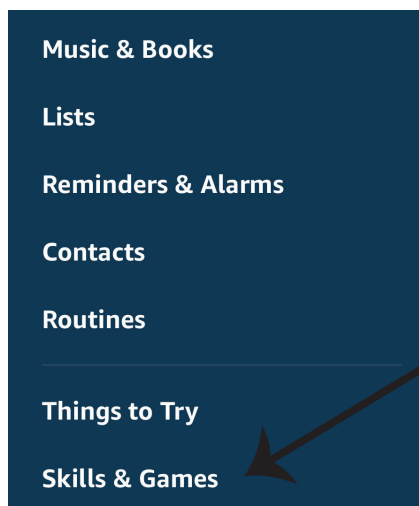 Music & Books
Lists
Reminders & Alarms
Contacts
Routines
Things to Try
Skills & Games